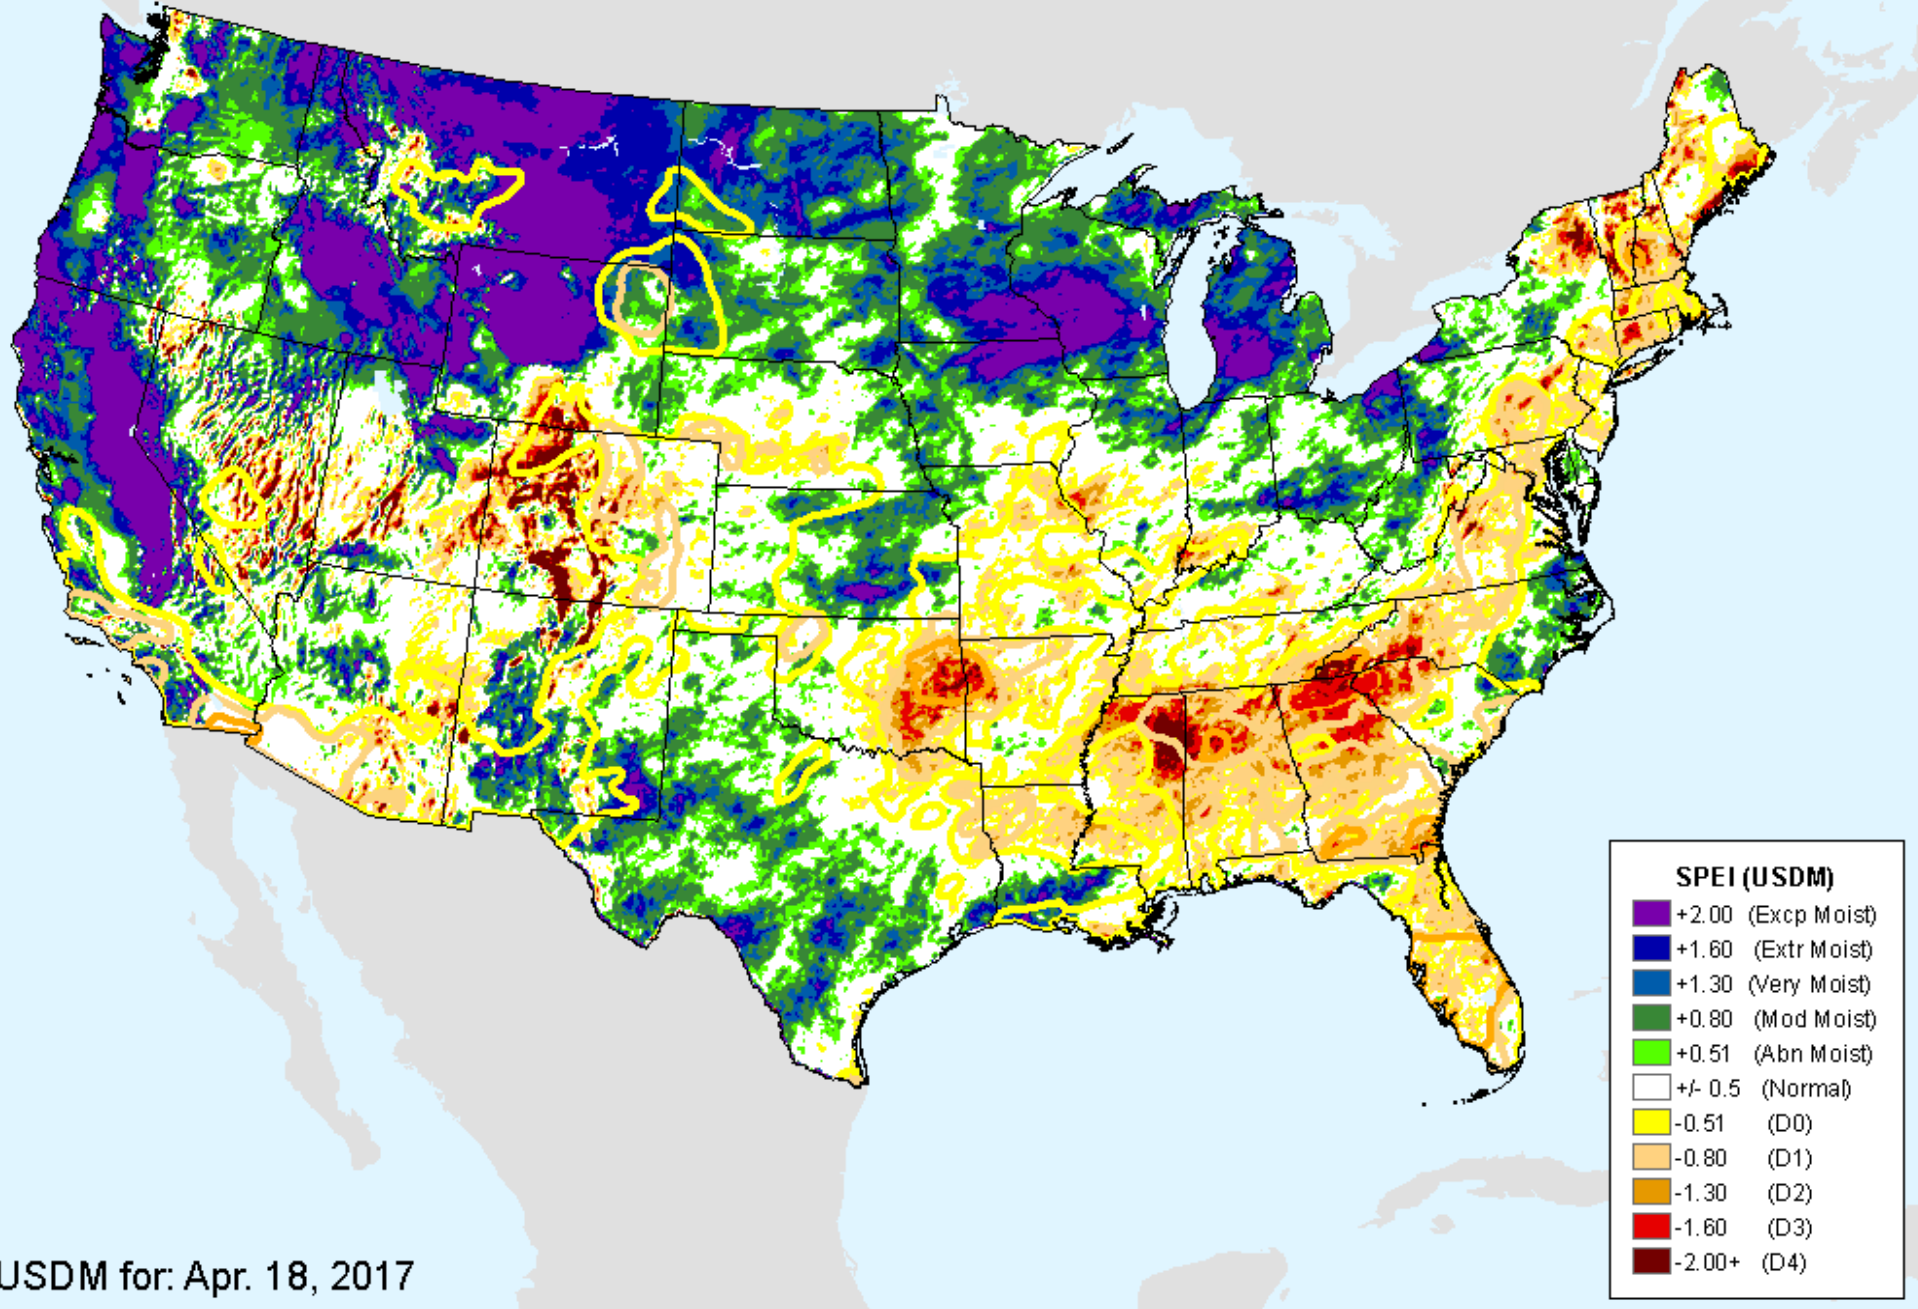 SPEI (USDM)
+2.00 (Excp Moist)
+1.60 (Extr Moist)
+1.30 (Very Moist)
+0.80 (Mod Moist)
+0.51 (Abn Moist)
+/- 0.5 (Normal)
-0.51 (D0)
-0.80 (D1)
-1.30 (D2)
-1.60 (D3)
-2.00+ (D4)
USDM for: Apr. 18, 2017